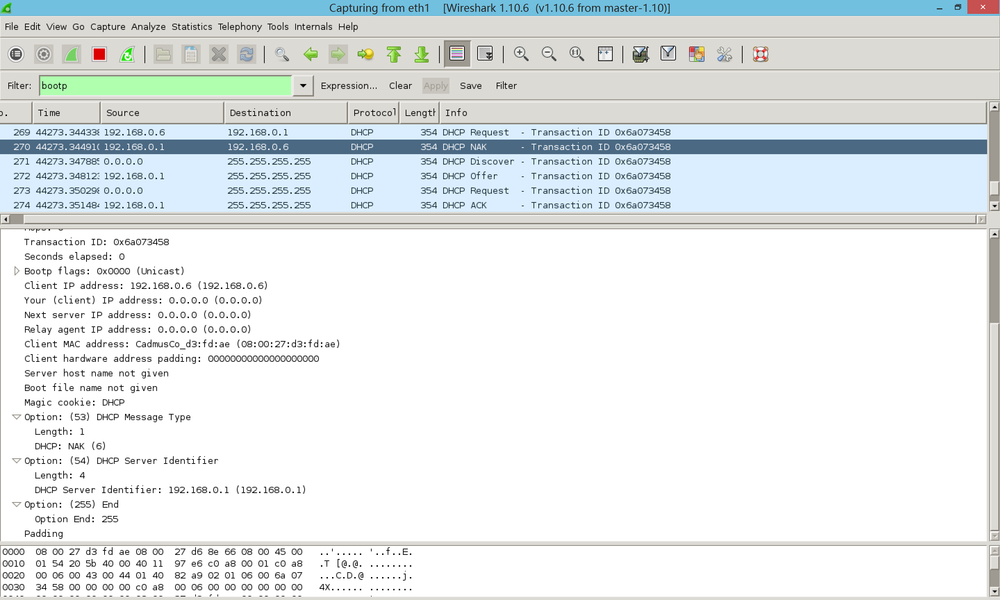 Capturing from eth1 [Wireshark 1.10.6 (v1.10.6 from master-1.10)]
File Edit View Go Capture Analyze Statistics Telephony Tools Internals Help
Filter: bootp Expression... Clear Apply Save Filter
o. Time Source Destination Protocol Length Info
269 44273.344338 192.168.0.6 192.168.0.1 DHCP 354 DHCP Request - Transaction ID 0x6a073458
270 44273.344910 192.168.0.1 192.168.0.6 DHCP 354 DHCP NAK - Transaction ID 0x6a073458
271 44273.347885 0.0.0.0 255.255.255.255 DHCP 354 DHCP Discover - Transaction ID 0x6a073458
272 44273.348123 192.168.0.1 255.255.255.255 DHCP 354 DHCP Offer - Transaction ID 0x6a073458
273 44273.350298 0.0.0.0 255.255.255.255 DHCP 354 DHCP Request - Transaction ID 0x6a073458
274 44273.351484 192.168.0.1 255.255.255.255 DHCP 354 DHCP ACK - Transaction ID 0x6a073458
Transaction ID: 0x6a073458
Seconds elapsed: 0
Bootp flags: 0x0000 (Unicast)
Client IP address: 192.168.0.6 (192.168.0.6)
Your (client) IP address: 0.0.0.0 (0.0.0.0)
Next server IP address: 0.0.0.0 (0.0.0.0)
Relay agent IP address: 0.0.0.0 (0.0.0.0)
Client MAC address: CadmusCo_d3:fd:ae (08:00:27:d3:fd:ae)
Client hardware address padding: 00000000000000000000
Server host name not given
Boot file name not given
Magic cookie: DHCP
Option: (53) DHCP Message Type
Length: 1
DHCP: NAK (6)
Option: (54) DHCP Server Identifier
Length: 4
DHCP Server Identifier: 192.168.0.1 (192.168.0.1)
Option: (255) End
Option End: 255
Padding
0000 08 00 27 d3 fd ae 08 00 27 d6 8e 66 08 00 45 00 ..'..... '..f..E.
0010 01 54 20 5b 40 00 40 11 97 e6 c0 a8 00 01 c0 a8 .T [@.@. ........
0020 00 06 00 43 00 44 01 40 82 a9 02 01 06 00 6a 07 ...C.D.@ ......j.
0030 34 58 00 00 00 00 c0 a8 00 06 00 00 00 00 00 00 4X...... ........